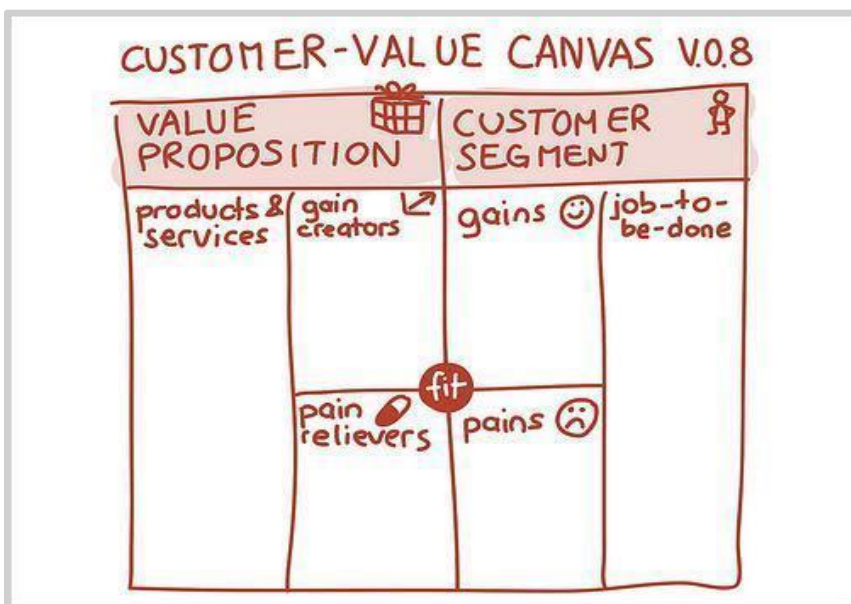 CUSTOMER-VALUE CANVAS V.0.8
VALUE
PROPOSITION
CUSTOMER
SEGMENT
products &
services
gain
creators
gains
job-to-
be-done
fit
pain
relievers
pains